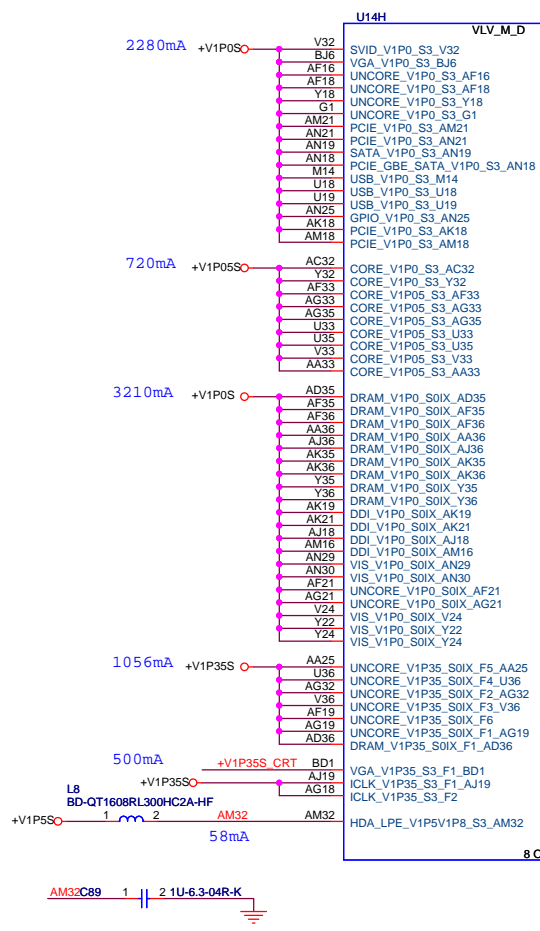 U14H
VLV_M_D
2280mA +V1P0S V32 SVID_V1P0_S3_V32
BJ6 VGA_V1P0_S3_BJ6
AF16 UNCORE_V1P0_S3_AF16
AF18 UNCORE_V1P0_S3_AF18
Y18 UNCORE_V1P0_S3_Y18
G1 UNCORE_V1P0_S3_G1
AM21 PCIE_V1P0_S3_AM21
AN21 PCIE_V1P0_S3_AN21
AN19 SATA_V1P0_S3_AN19
AN18 PCIE_GBE_SATA_V1P0_S3_AN18
M14 USB_V1P0_S3_M14
U18 USB_V1P0_S3_U18
U19 USB_V1P0_S3_U19
AN25 GPIO_V1P0_S3_AN25
AK18 PCIE_V1P0_S3_AK18
AM18 PCIE_V1P0_S3_AM18
720mA +V1P05S AC32 CORE_V1P0_S3_AC32
Y32 CORE_V1P0_S3_Y32
AF33 CORE_V1P05_S3_AF33
AG33 CORE_V1P05_S3_AG33
AG35 CORE_V1P05_S3_AG35
U33 CORE_V1P05_S3_U33
U35 CORE_V1P05_S3_U35
V33 CORE_V1P05_S3_V33
AA33 CORE_V1P05_S3_AA33
3210mA +V1P0S AD35 DRAM_V1P0_S0IX_AD35
AF35 DRAM_V1P0_S0IX_AF35
AF36 DRAM_V1P0_S0IX_AF36
AA36 DRAM_V1P0_S0IX_AA36
AJ36 DRAM_V1P0_S0IX_AJ36
AK35 DRAM_V1P0_S0IX_AK35
AK36 DRAM_V1P0_S0IX_AK36
Y35 DRAM_V1P0_S0IX_Y35
Y36 DRAM_V1P0_S0IX_Y36
AK19 DDI_V1P0_S0IX_AK19
AK21 DDI_V1P0_S0IX_AK21
AJ18 DDI_V1P0_S0IX_AJ18
AM16 DDI_V1P0_S0IX_AM16
AN29 VIS_V1P0_S0IX_AN29
AN30 VIS_V1P0_S0IX_AN30
AF21 UNCORE_V1P0_S0IX_AF21
AG21 UNCORE_V1P0_S0IX_AG21
V24 VIS_V1P0_S0IX_V24
Y22 VIS_V1P0_S0IX_Y22
Y24 VIS_V1P0_S0IX_Y24
1056mA +V1P35S AA25 UNCORE_V1P35_S0IX_F5_AA25
U36 UNCORE_V1P35_S0IX_F4_U36
AG32 UNCORE_V1P35_S0IX_F2_AG32
V36 UNCORE_V1P35_S0IX_F3_V36
AF19 UNCORE_V1P35_S0IX_F6
AG19 UNCORE_V1P35_S0IX_F1_AG19
AD36 DRAM_V1P35_S0IX_F1_AD36
500mA +V1P35S_CRT BD1 VGA_V1P35_S3_F1_BD1
+V1P35S AJ19 ICLK_V1P35_S3_F1_AJ19
AG18 ICLK_V1P35_S3_F2
L8
BD-QT1608RL300HC2A-HF
+V1P5S 1 2 AM32 AM32 HDA_LPE_V1P5V1P8_S3_AM32
58mA
8 O
AM32 C89 1 2 1U-6.3-04R-K